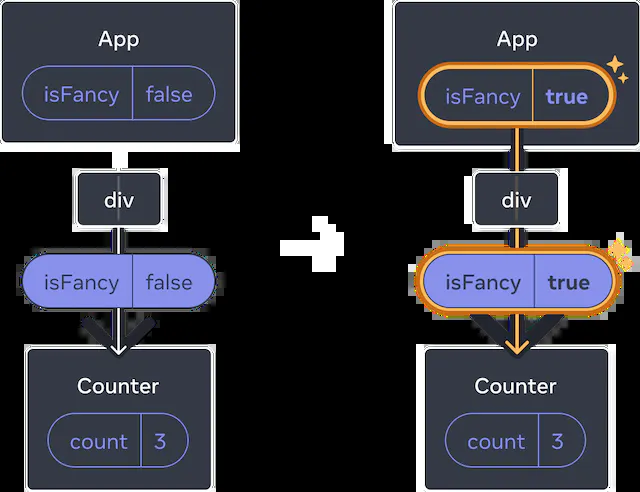 App
isFancy false
div
isFancy false
Counter
count 3
App
isFancy true
div
isFancy true
Counter
count 3